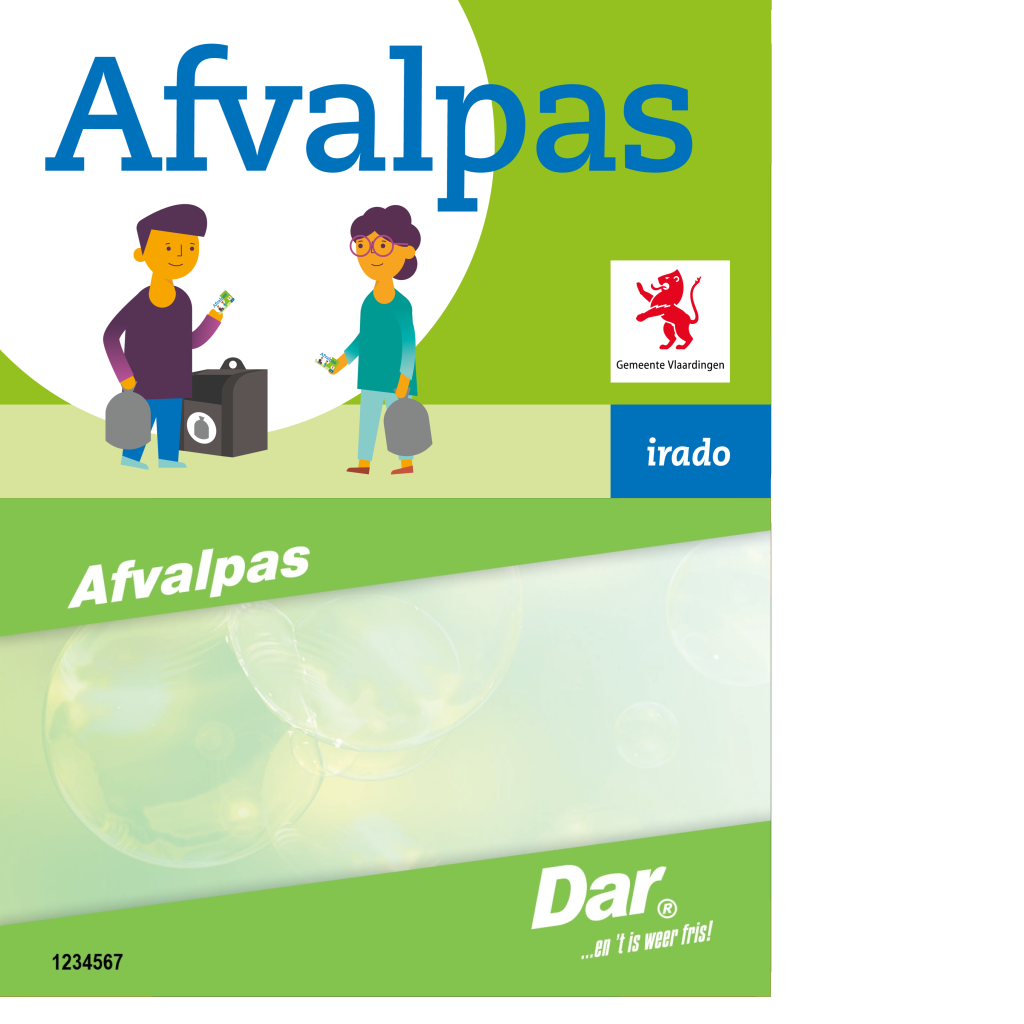 Afvalpas
Gemeente Vlaardingen
irado
Afvalpas
Dar®
...en 't is weer fris!
1234567